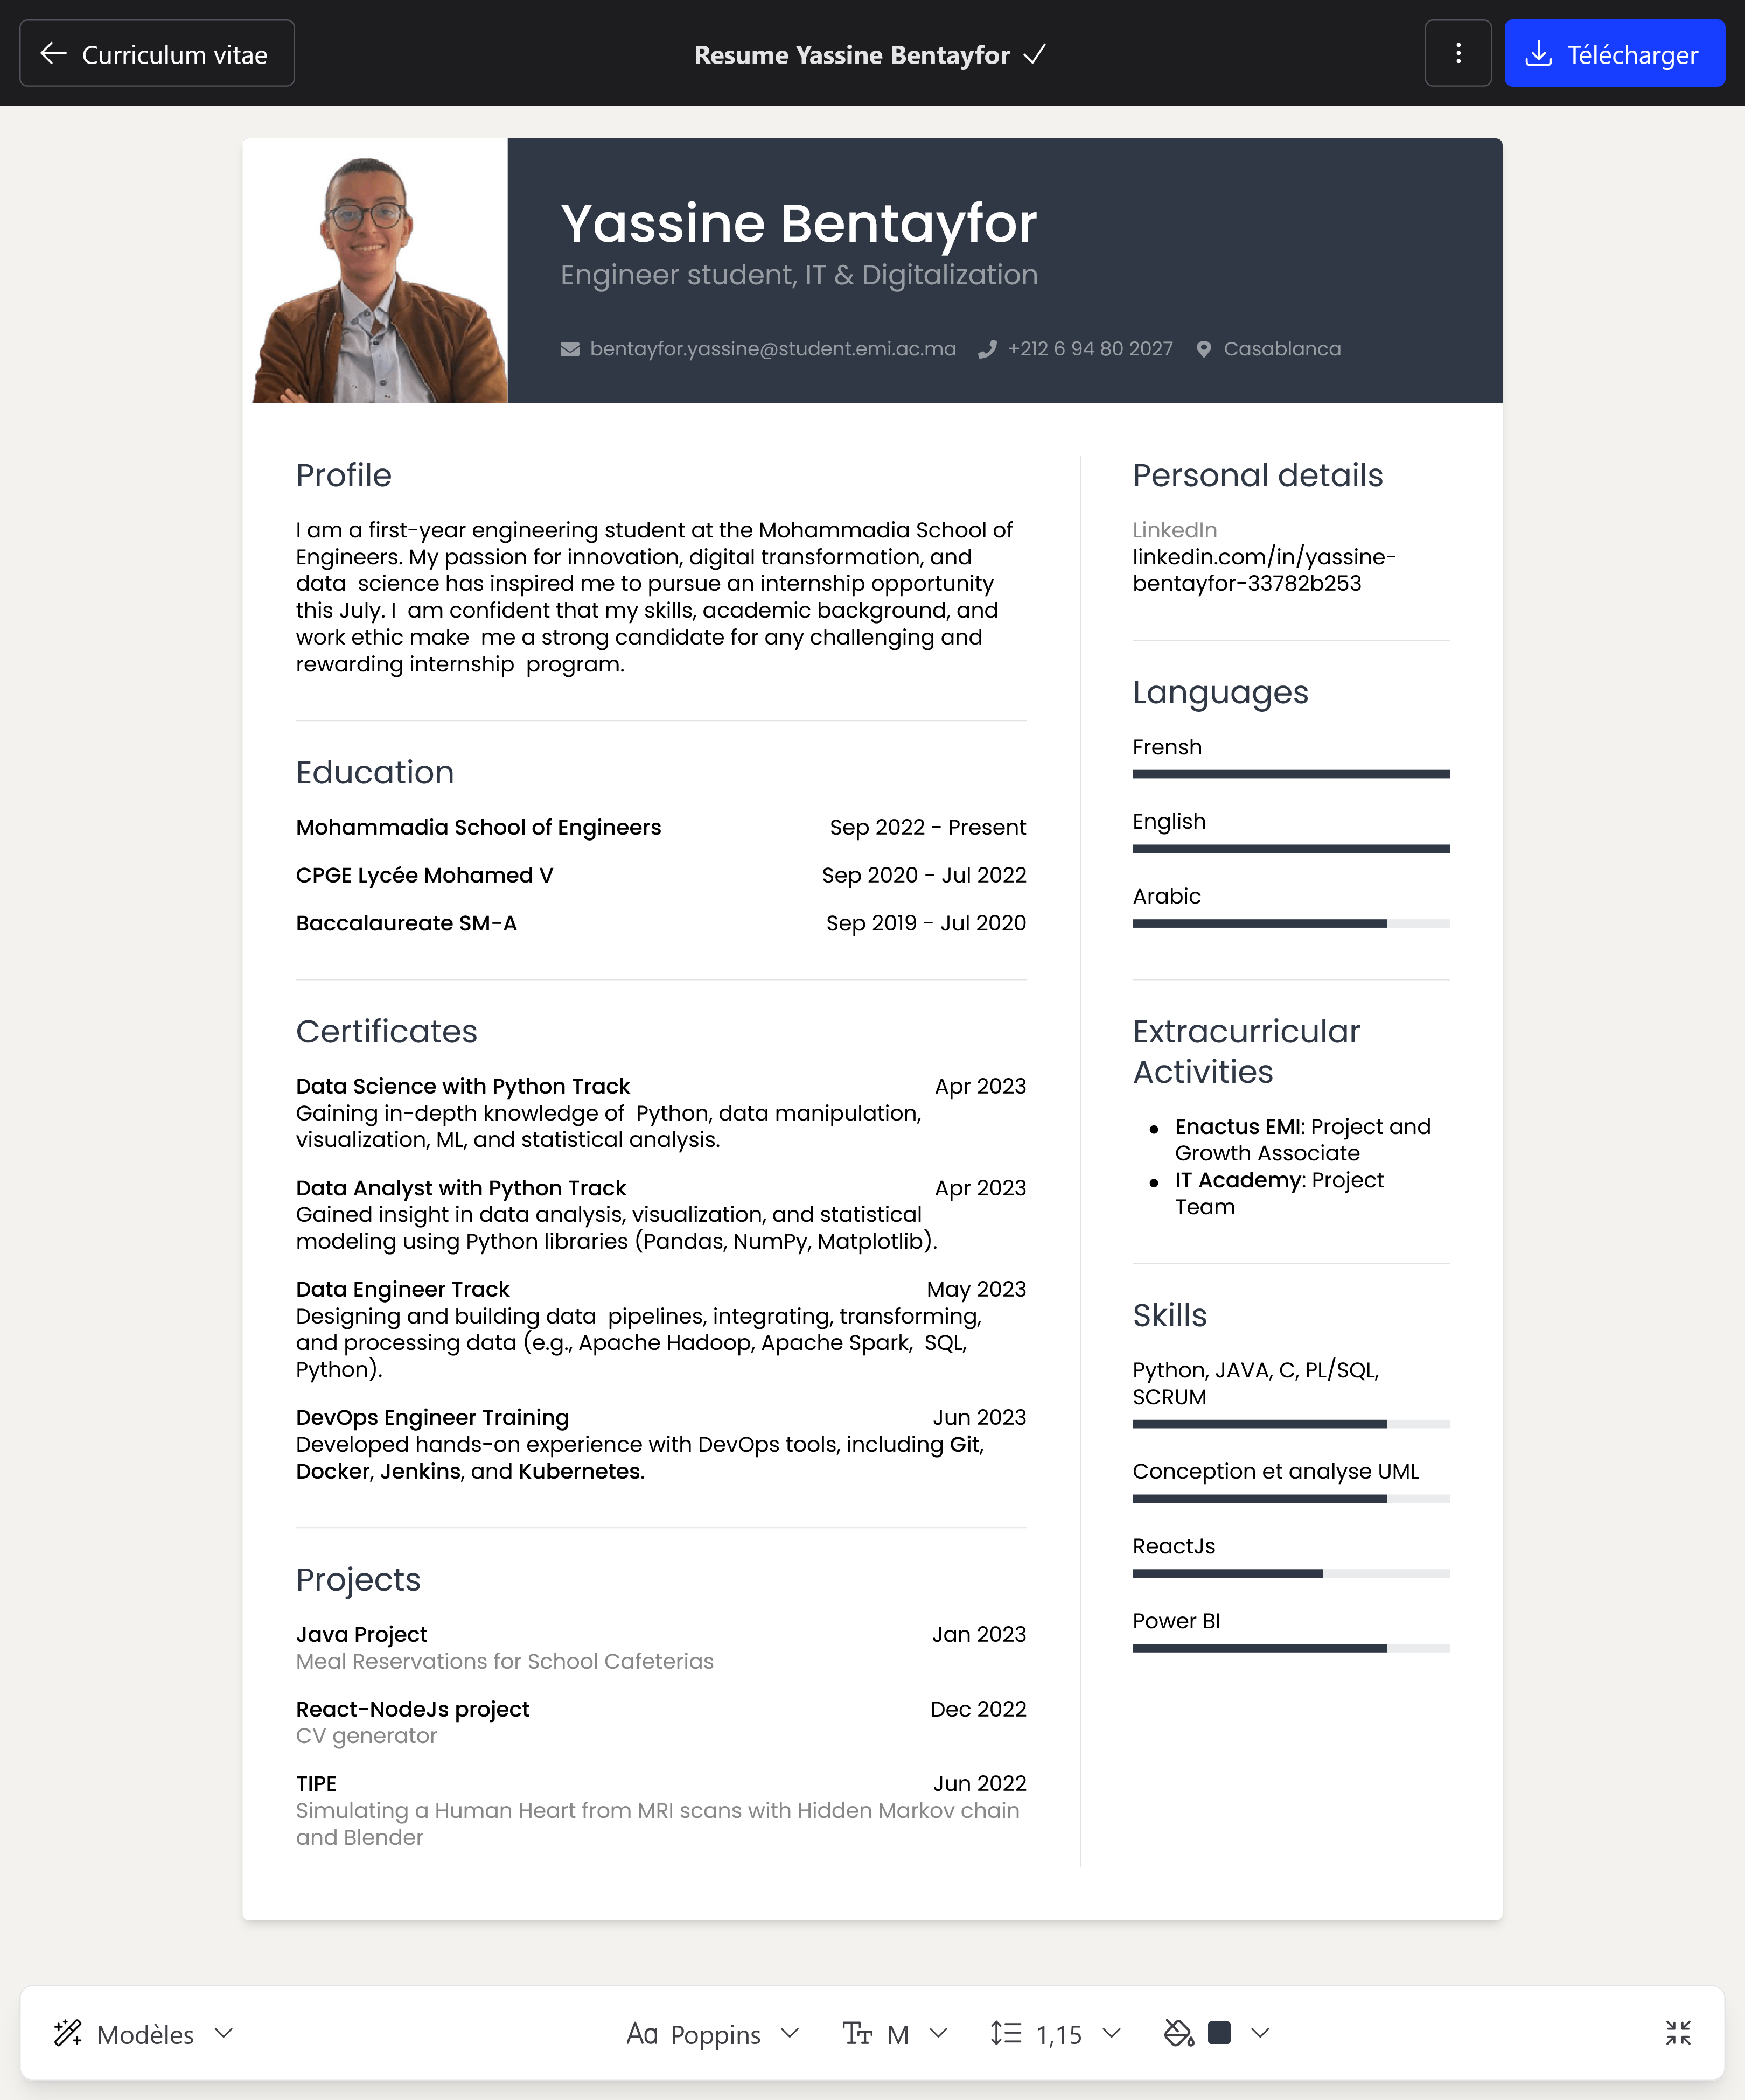 Curriculum vitae
Resume Yassine Bentayfor
Télécharger
Yassine Bentayfor
Engineer student, IT & Digitalization
bentayfor.yassine@student.emi.ac.ma +212 6 94 80 2027 Casablanca
Profile
I am a first-year engineering student at the Mohammadia School of
Engineers. My passion for innovation, digital transformation, and
data science has inspired me to pursue an internship opportunity
this July. I am confident that my skills, academic background, and
work ethic make me a strong candidate for any challenging and
rewarding internship program.
Education
Mohammadia School of Engineers Sep 2022 - Present
CPGE Lycée Mohamed V Sep 2020 - Jul 2022
Baccalaureate SM-A Sep 2019 - Jul 2020
Certificates
Data Science with Python Track Apr 2023
Gaining in-depth knowledge of Python, data manipulation,
visualization, ML, and statistical analysis.
Data Analyst with Python Track Apr 2023
Gained insight in data analysis, visualization, and statistical
modeling using Python libraries (Pandas, NumPy, Matplotlib).
Data Engineer Track May 2023
Designing and building data pipelines, integrating, transforming,
and processing data (e.g., Apache Hadoop, Apache Spark, SQL,
Python).
DevOps Engineer Training Jun 2023
Developed hands-on experience with DevOps tools, including Git,
Docker, Jenkins, and Kubernetes.
Projects
Java Project Jan 2023
Meal Reservations for School Cafeterias
React-NodeJs project Dec 2022
CV generator
TIPE Jun 2022
Simulating a Human Heart from MRI scans with Hidden Markov chain
and Blender
Personal details
LinkedIn
linkedin.com/in/yassine-
bentayfor-33782b253
Languages
Frensh
English
Arabic
Extracurricular
Activities
• Enactus EMI: Project and
Growth Associate
• IT Academy: Project
Team
Skills
Python, JAVA, C, PL/SQL,
SCRUM
Conception et analyse UML
ReactJs
Power BI
Modèles
Aa Poppins
TT M
1,15